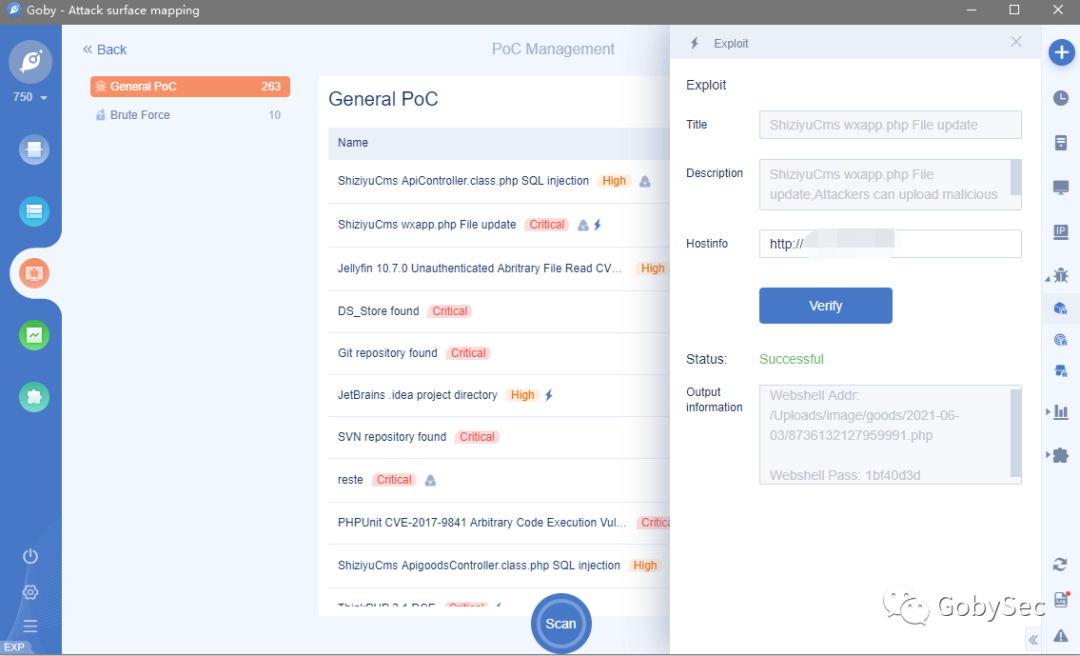 Goby - Attack surface mapping
750
EXP
« Back
PoC Management
General PoC 263
Brute Force 10
General PoC
Name
ShiziyuCms ApiController.class.php SQL injection High
ShiziyuCms wxapp.php File update Critical
Jellyfin 10.7.0 Unauthenticated Abritrary File Read CV... High
DS_Store found Critical
Git repository found Critical
JetBrains .idea project directory High
SVN repository found Critical
reste Critical
PHPUnit CVE-2017-9841 Arbitrary Code Execution Vul... Critica
ShiziyuCms ApigoodsController.class.php SQL injection High
Scan
Exploit
Exploit
Title ShiziyuCms wxapp.php File update
Description ShiziyuCms wxapp.php File
update,Attackers can upload malicious
Hostinfo http://
Verify
Status: Successful
Output
information
Webshell Addr:
/Uploads/image/goods/2021-06-
03/8736132127959991.php
Webshell Pass: 1bf40d3d
IP
GobySec